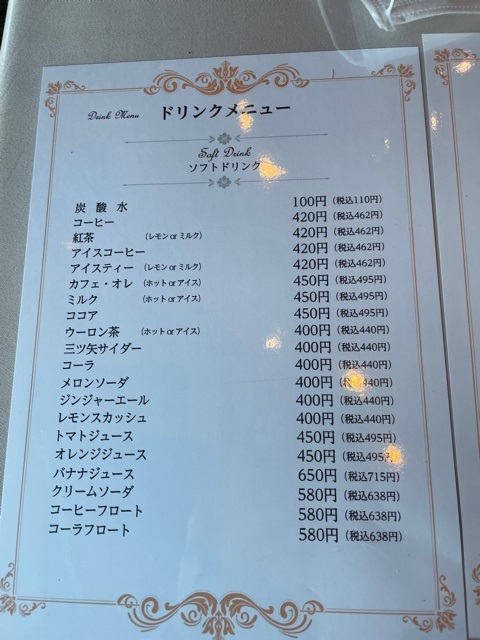 Drink Menu ドリンクメニュー
Soft Drink
ソフトドリンク
炭酸水 100円(税込110円)
コーヒー 420円(税込462円)
紅茶 (レモン or ミルク) 420円(税込462円)
アイスコーヒー 420円(税込462円)
アイスティー (レモン or ミルク) 420円(税込462円)
カフェ・オレ (ホット or アイス) 450円(税込495円)
ミルク (ホット or アイス) 450円(税込495円)
ココア 450円(税込495円)
ウーロン茶 (ホット or アイス) 400円(税込440円)
三ツ矢サイダー 400円(税込440円)
コーラ 400円(税込440円)
メロンソーダ 400円(税込440円)
ジンジャーエール 400円(税込440円)
レモンスカッシュ 400円(税込440円)
トマトジュース 450円(税込495円)
オレンジジュース 450円(税込495円)
バナナジュース 650円(税込715円)
クリームソーダ 580円(税込638円)
コーヒーフロート 580円(税込638円)
コーラフロート 580円(税込638円)